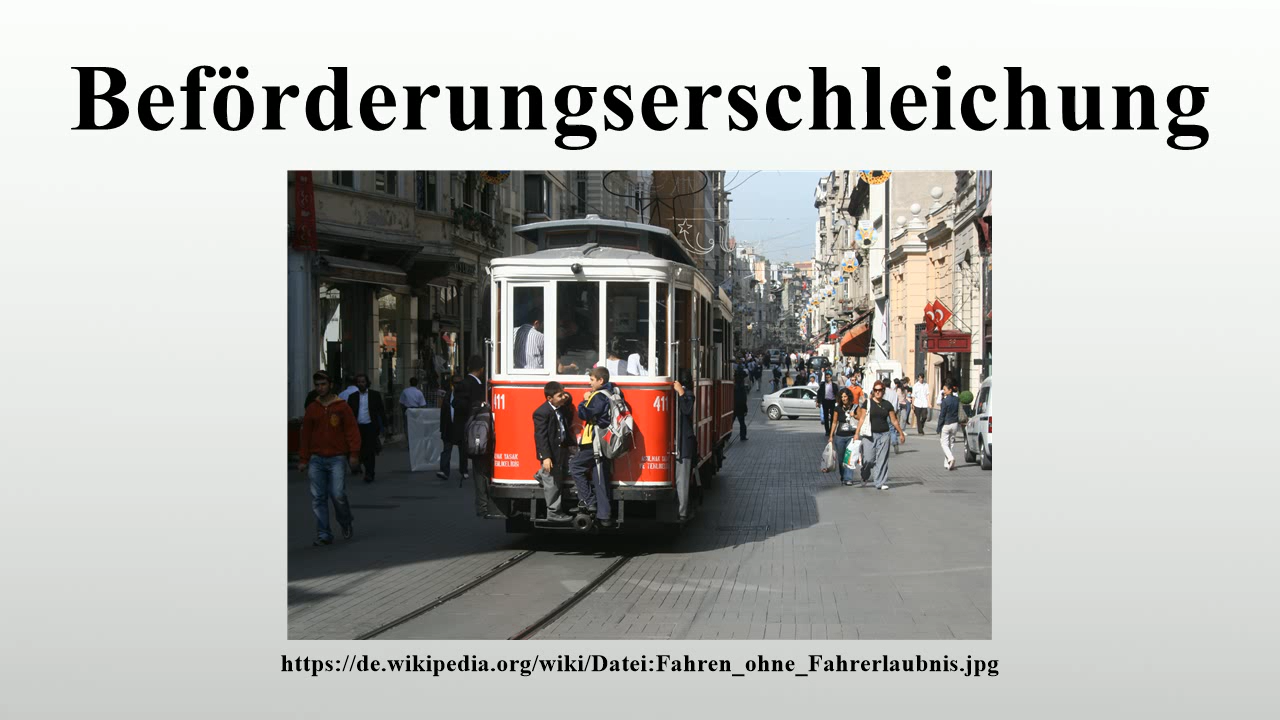 Beförderungserschleichung
411
411
https://de.wikipedia.org/wiki/Datei:Fahren_ohne_Fahrerlaubnis.jpg